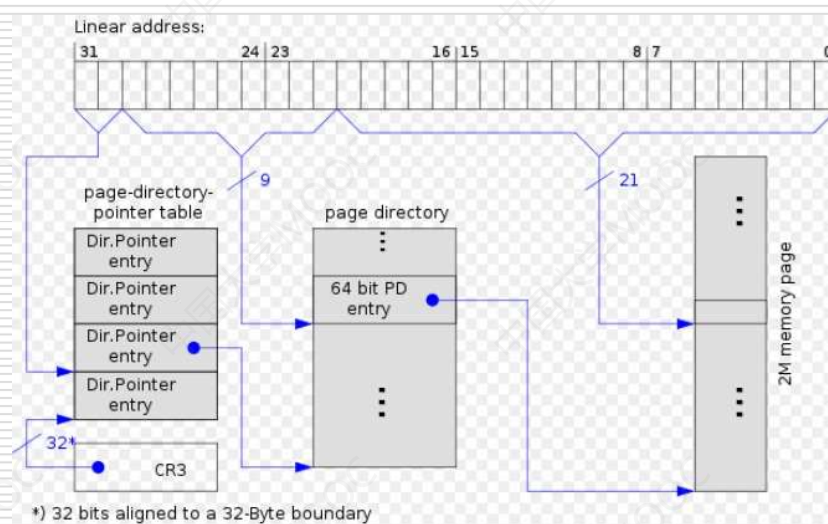 Linear address:
31 24 23 16 15 8 7 0
9
21
page-directory-
pointer table
page directory
Dir.Pointer
entry
Dir.Pointer
entry
Dir.Pointer
entry
Dir.Pointer
entry
64 bit PD
entry
2M memory page
32*
CR3
*) 32 bits aligned to a 32-Byte boundary